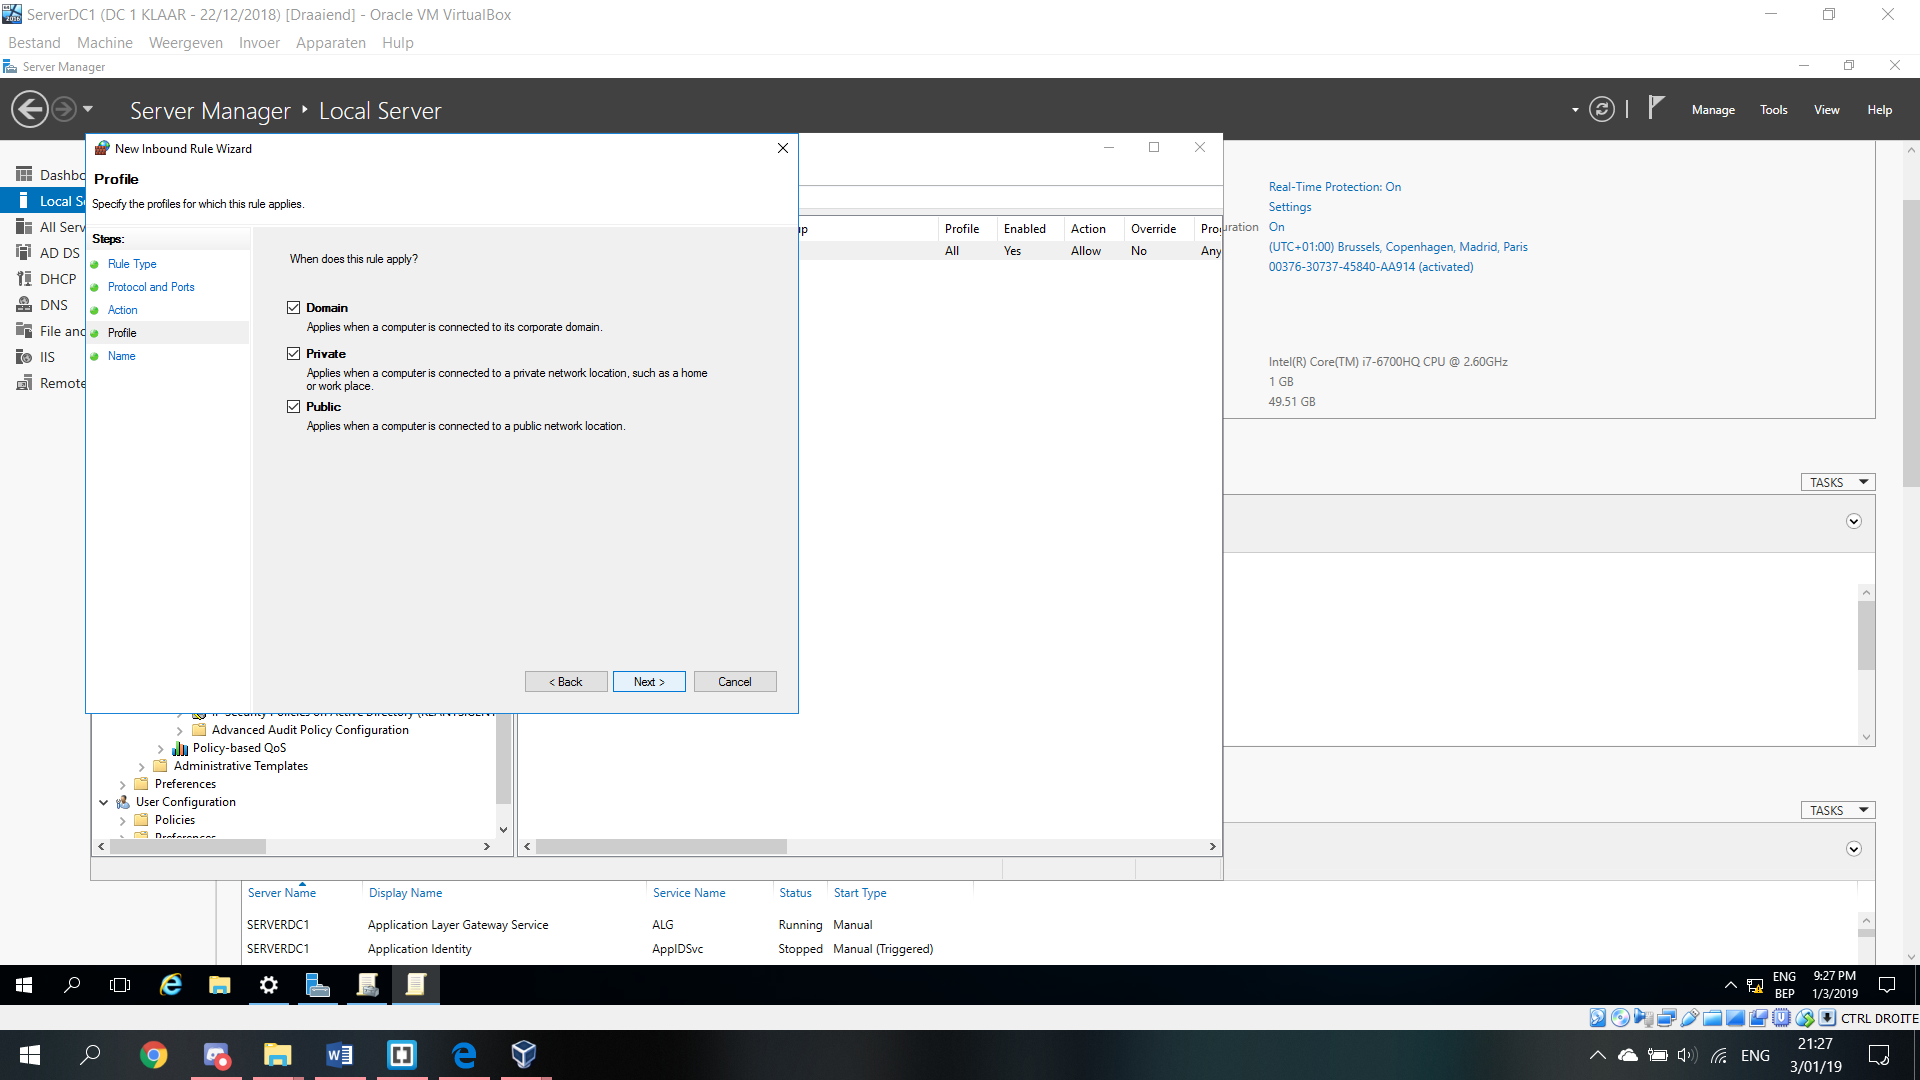 ServerDC1 (DC 1 KLAAR - 22/12/2018) [Draaiend] - Oracle VM VirtualBox
Bestand Machine Weergeven Invoer Apparaten Hulp
Server Manager
Server Manager Local Server
Manage Tools View Help
New Inbound Rule Wizard
Profile
Specify the profiles for which this rule applies.
Dashbo
Local Se
All Serv
AD DS
DHCP
DNS
File and
IIS
Remote
Steps:
Rule Type
Protocol and Ports
Action
Profile
Name
When does this rule apply?
Domain
Applies when a computer is connected to its corporate domain.
Private
Applies when a computer is connected to a private network location, such as a home
or work place.
Public
Applies when a computer is connected to a public network location.
< Back Next > Cancel
up Profile Enabled Action Override Prog
All Yes Allow No Any
Real-Time Protection: On
Settings
uration On
(UTC+01:00) Brussels, Copenhagen, Madrid, Paris
00376-30737-45840-AA914 (activated)
Intel(R) Core(TM) i7-6700HQ CPU @ 2.60GHz
1 GB
49.51 GB
TASKS
Advanced Audit Policy Configuration
Policy-based QoS
Administrative Templates
Preferences
User Configuration
Policies
Preferences
TASKS
Server Name Display Name Service Name Status Start Type
SERVERDC1 Application Layer Gateway Service ALG Running Manual
SERVERDC1 Application Identity AppIDSvc Stopped Manual (Triggered)
ENG
BEP
9:27 PM
1/3/2019
CTRL DROITE
ENG
21:27
3/01/19